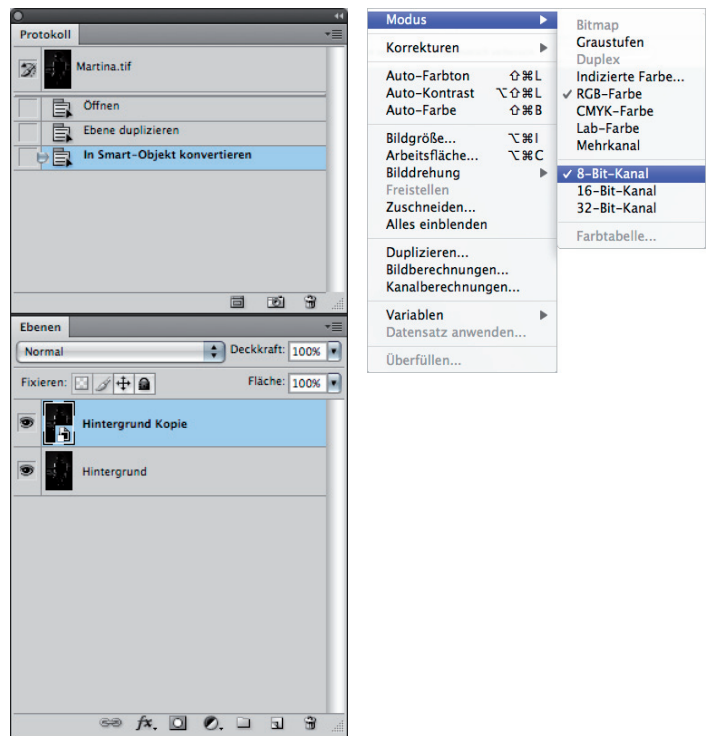 Protokoll
Martina.tif
Öffnen
Ebene duplizieren
In Smart-Objekt konvertieren
Ebenen
Normal
Deckkraft: 100%
Fixieren:
Fläche: 100%
Hintergrund Kopie
Hintergrund
fx.
Modus
Korrekturen
Auto-Farbton ⇧⌘L
Auto-Kontrast ⌥⇧⌘L
Auto-Farbe ⇧⌘B
Bildgröße... ⌥⌘I
Arbeitsfläche... ⌥⌘C
Bilddrehung
Freistellen
Zuschneiden...
Alles einblenden
Duplizieren...
Bildberechnungen...
Kanalberechnungen...
Variablen
Datensatz anwenden...
Überfüllen...
Bitmap
Graustufen
Duplex
Indizierte Farbe...
✓ RGB-Farbe
CMYK-Farbe
Lab-Farbe
Mehrkanal
✓ 8-Bit-Kanal
16-Bit-Kanal
32-Bit-Kanal
Farbtabelle...